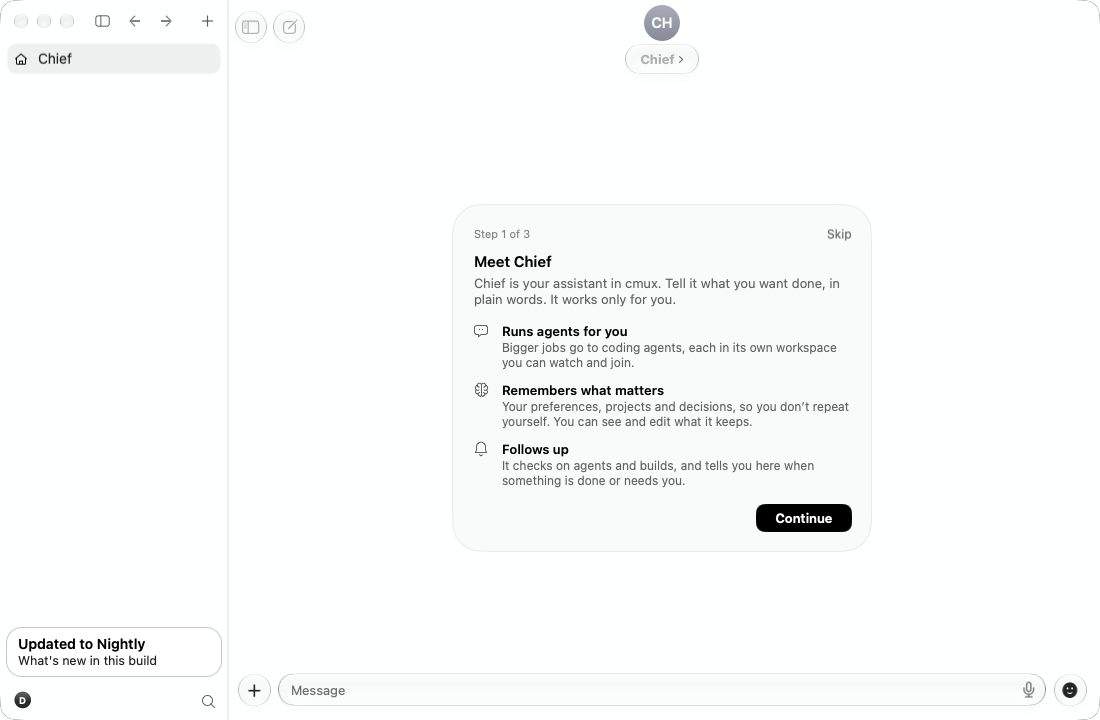 Chief
CH
Chief
Step 1 of 3
Skip
Meet Chief
Chief is your assistant in cmux. Tell it what you want done, in
plain words. It works only for you.
Runs agents for you
Bigger jobs go to coding agents, each in its own workspace
you can watch and join.
Remembers what matters
Your preferences, projects and decisions, so you don’t repeat
yourself. You can see and edit what it keeps.
Follows up
It checks on agents and builds, and tells you here when
something is done or needs you.
Continue
Updated to Nightly
What's new in this build
D
Message